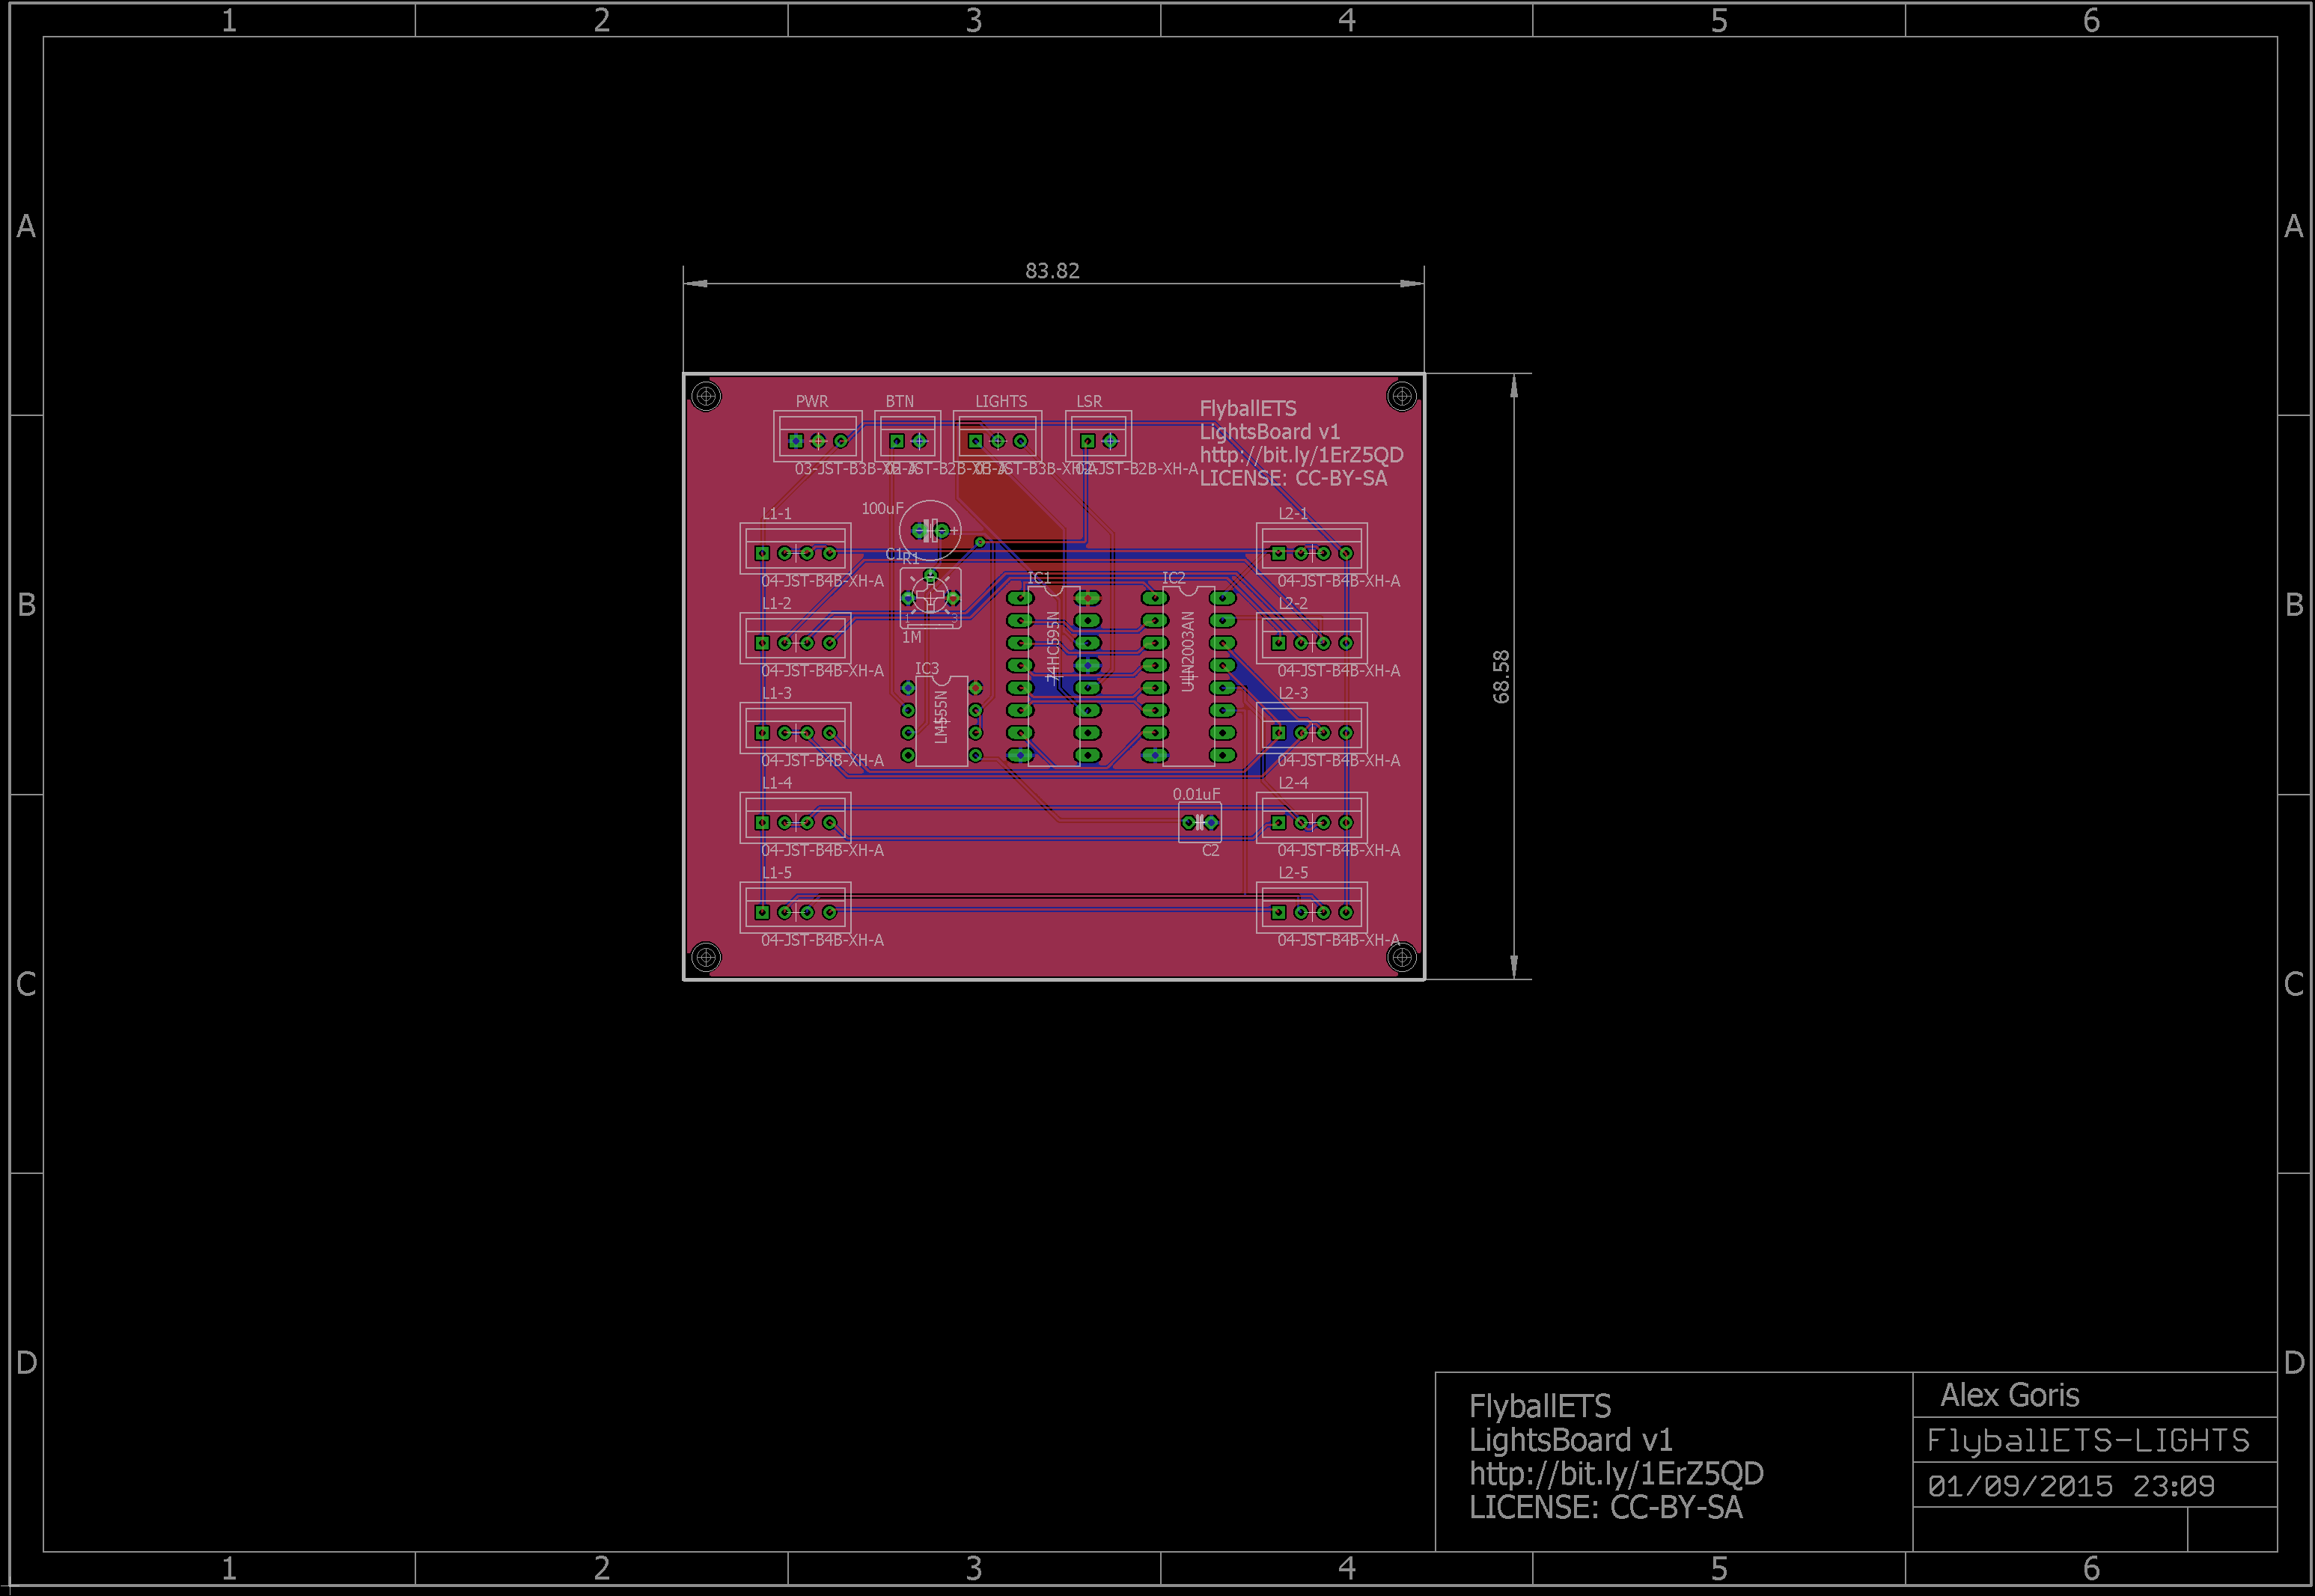 1 2 3 4 5 6
A A
83.82
PWR BTN LIGHTS LSR
FlyballETS
LightsBoard v1
http://bit.ly/1ErZ5QD
LICENSE: CC-BY-SA
03-JST-B3B-XH-A 02-JST-B2B-XH-A 03-JST-B3B-XH-A 02-JST-B2B-XH-A
100uF
L1-1 L2-1
C1
R1
04-JST-B4B-XH-A 04-JST-B4B-XH-A
IC1 IC2
B B
L1-2 L2-2
1 3
1M
74HC595N
ULN2003AN
68.58
04-JST-B4B-XH-A 04-JST-B4B-XH-A
IC3
L1-3 L2-3
LM555N
04-JST-B4B-XH-A 04-JST-B4B-XH-A
L1-4 L2-4
0.01uF
04-JST-B4B-XH-A C2 04-JST-B4B-XH-A
L1-5 L2-5
04-JST-B4B-XH-A 04-JST-B4B-XH-A
C C
D D
FlyballETS
LightsBoard v1
http://bit.ly/1ErZ5QD
LICENSE: CC-BY-SA
Alex Goris
FlyballETS-LIGHTS
01/09/2015 23:09
1 2 3 4 5 6